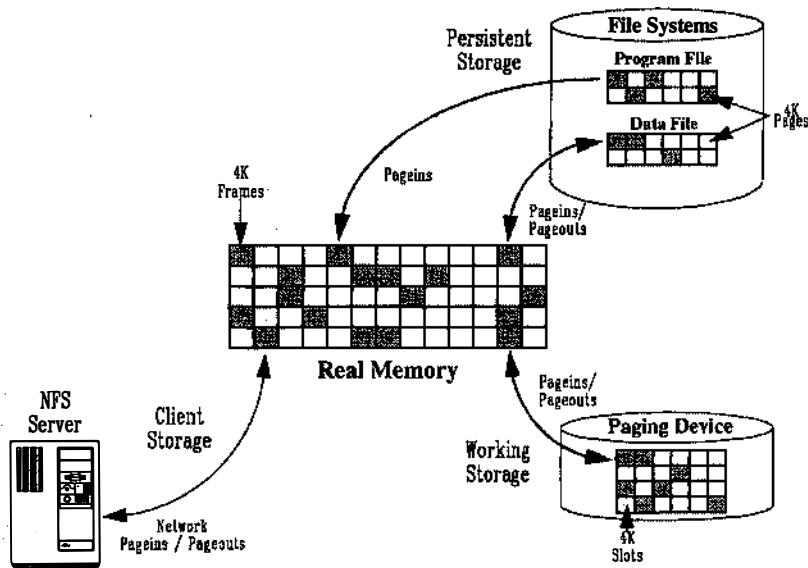 File Systems
Persistent
Storage
Program File
4K
Pages
Data File
4K
Frames
Pageins
Pageins/
Pageouts
Real Memory
NFS
Server
Client
Storage
Pageins/
Pageouts
Paging Device
Working
Storage
Network
Pageins / Pageouts
4K
Slots